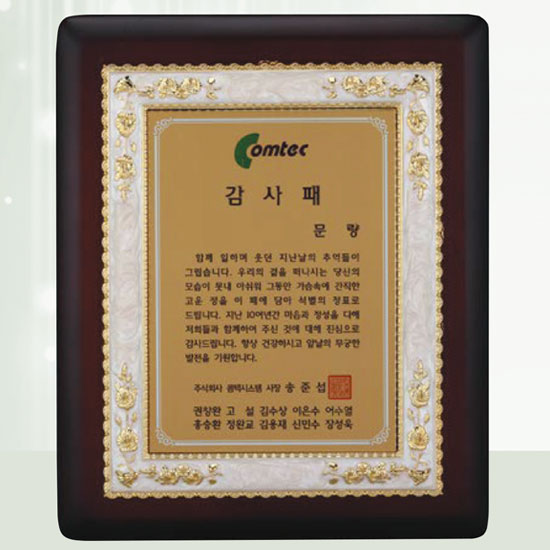 Comtec
감 사 패
문 량
함께 일하며 웃던 지난날의 추억들이
그립습니다. 우리의 곁을 떠나시는 당신의
모습이 못내 아쉬워 그동안 가슴속에 간직한
고운 정을 이 패에 담아 석별의 정표로
드립니다. 지난 10여년간 마음과 정성을 다해
저희들과 함께하여 주신 것에 대해 진심으로
감사드립니다. 항상 건강하시고 앞날의 무궁한
발전을 기원합니다.
주식회사 콤텍시스템 사장 송 준 섭
권창완 고 설 김수상 이은수 어수열
홍승환 정완교 김용재 신민수 장성욱